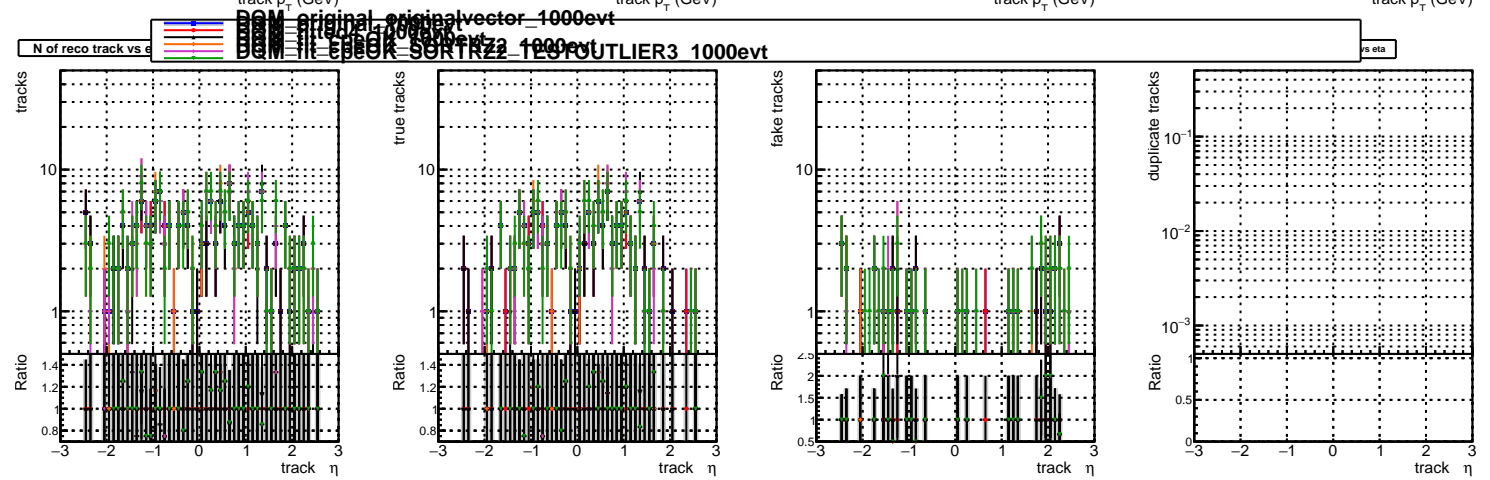 track pT (GeV) track pT (GeV) track pT (GeV) track pT (GeV)
DQM_original_originalvector_1000evt
DQM_fit_cpeOK_SORTRZ2_TESTOUTLIER3_1000evt
N of reco track vs e
vs eta
tracks
10
1
Ratio
1.4
1.2
1
0.8
−3 −2 −1 0 1 2 3
track η
true tracks
10
1
Ratio
1.4
1.2
1
0.8
−3 −2 −1 0 1 2 3
track η
fake tracks
10
1
Ratio
2.5
2
1.5
1
0.5
−3 −2 −1 0 1 2 3
track η
duplicate tracks
10−1
10−2
10−3
Ratio
1
0.5
0
−3 −2 −1 0 1 2 3
track η